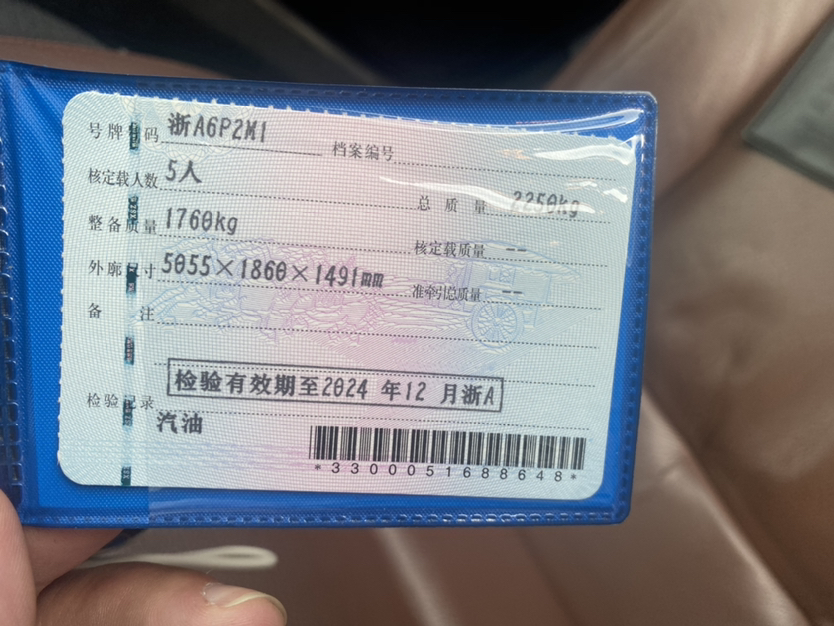 号牌号码 浙A6P2M1 档案编号
核定载人数 5人 总质量 2250kg
整备质量 1760kg 核定载质量 --
外廓尺寸 5055×1860×1491mm 准牵引总质量 --
备注
检验有效期至2024 年12 月浙A
检验记录
汽油
*3300051688648*